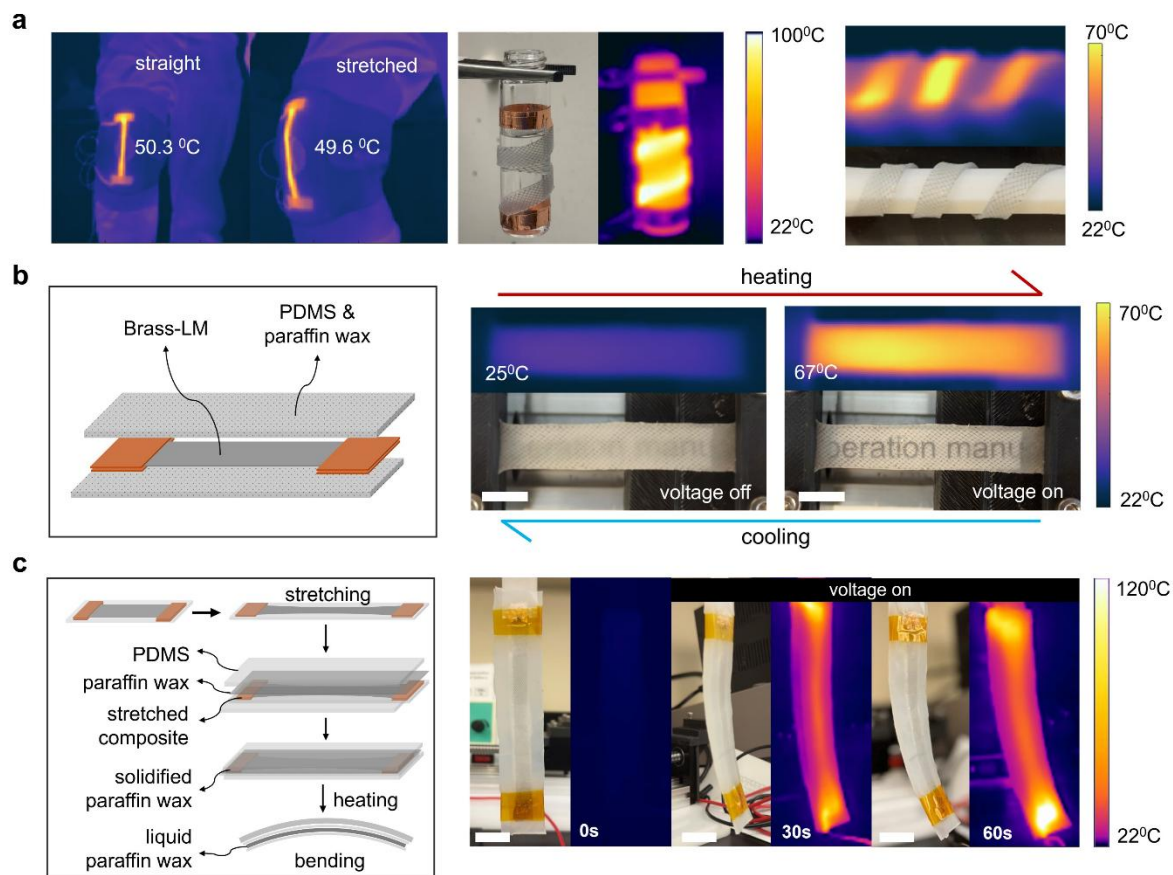 a
straight
stretched
50.3 ⁰C
49.6 ⁰C
100⁰C
22⁰C
70⁰C
22⁰C
b
Brass-LM
PDMS &
paraffin wax
heating
25⁰C
67⁰C
peration manu
voltage off
voltage on
cooling
70⁰C
22⁰C
c
stretching
PDMS
paraffin wax
stretched
composite
solidified
paraffin wax
heating
liquid
paraffin wax
bending
voltage on
0s
30s
60s
120⁰C
22⁰C